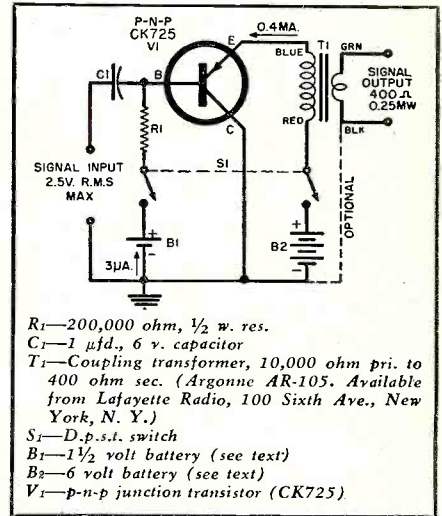 P-N-P
CK725
V1
0.4MA.
E
B
C
C1
R1
BLUE
T1
GRN
SIGNAL
OUTPUT
400 Ω
0.25MW
RED
BLK
SIGNAL INPUT
2.5V. R.M.S
MAX
S1
OPTIONAL
+
B1
-
3µA.
+
B2
-
R1—200,000 ohm, ½ w. res.
C1—1 µfd., 6 v. capacitor
T1—Coupling transformer, 10,000 ohm pri. to
400 ohm sec. (Argonne AR-105. Available
from Lafayette Radio, 100 Sixth Ave., New
York, N. Y.)
S1—D.p.s.t. switch
B1—1½ volt battery (see text)
B2—6 volt battery (see text)
V1—p-n-p junction transistor (CK725)